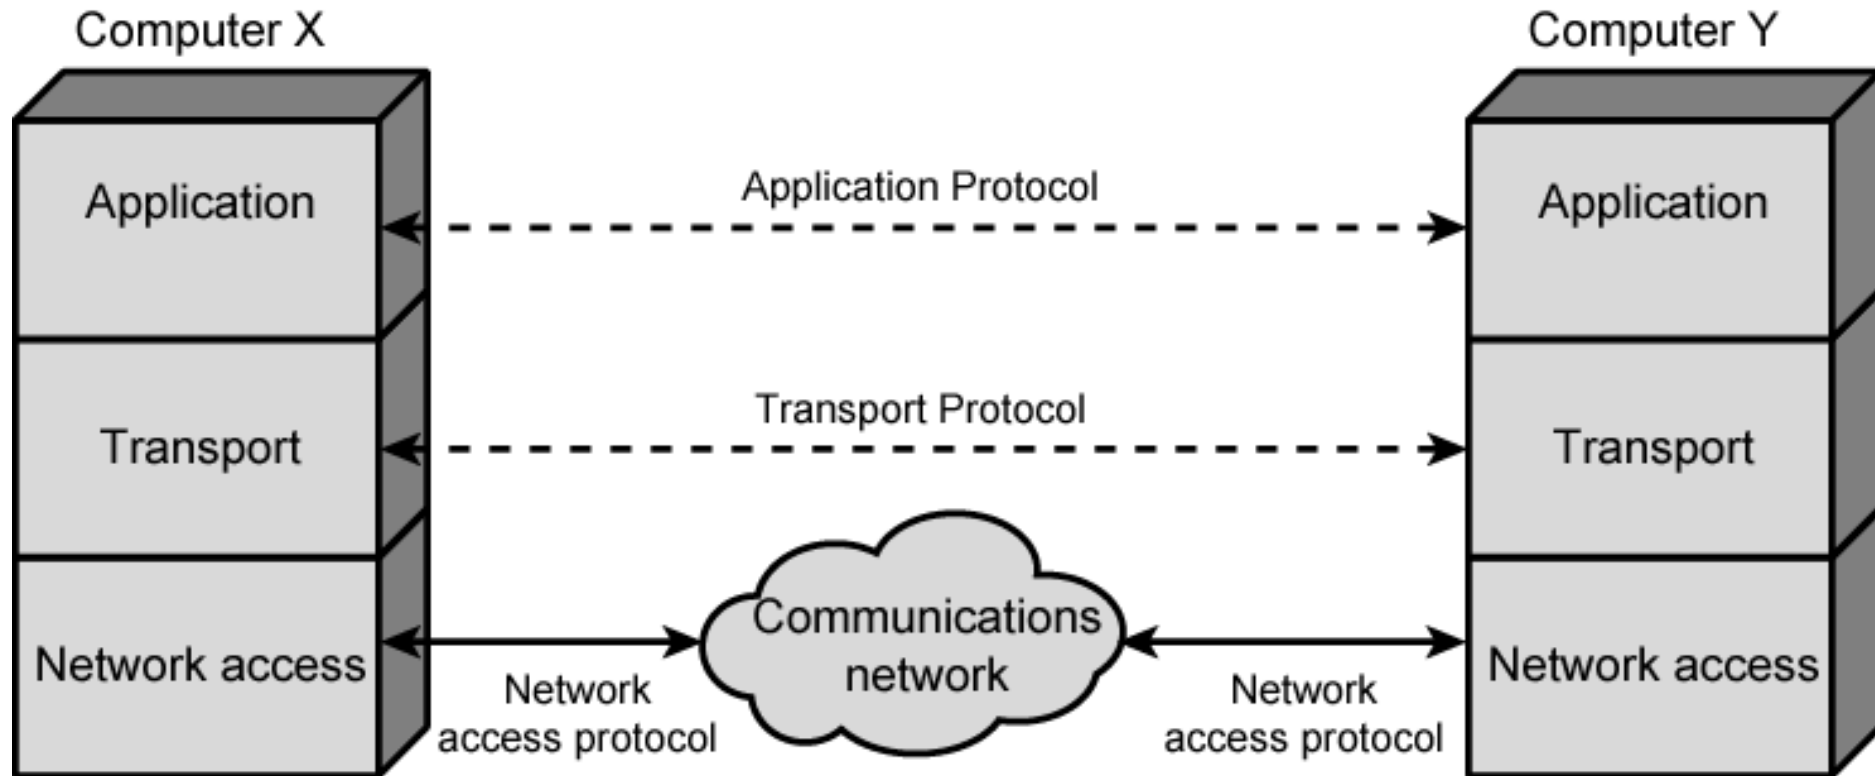 Computer X
Computer Y
Application
Application Protocol
Application
Transport
Transport Protocol
Transport
Network access
Communications
network
Network access
Network
access protocol
Network
access protocol